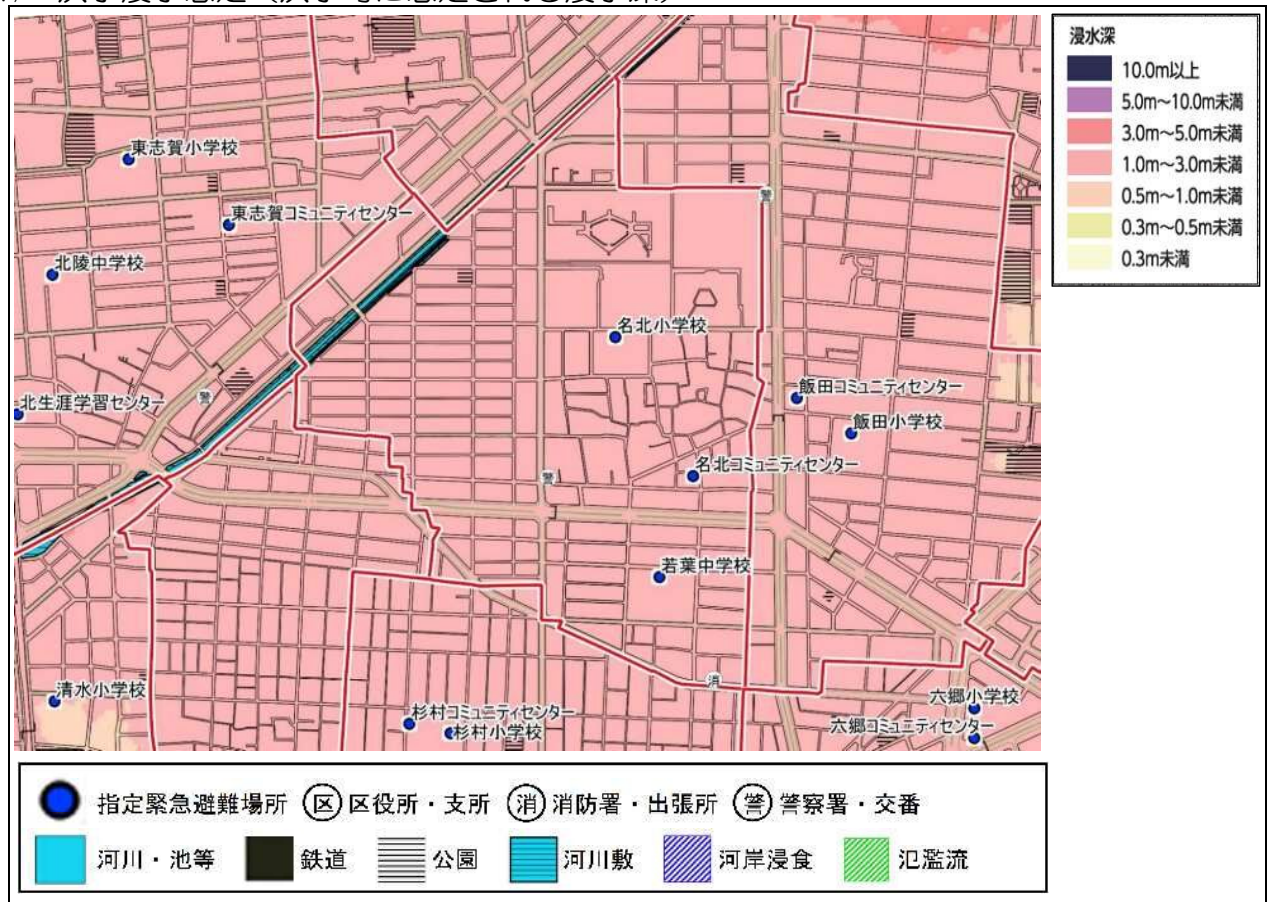 浸水深
10.0m以上
5.0m～10.0m未満
3.0m～5.0m未満
1.0m～3.0m未満
0.5m～1.0m未満
0.3m～0.5m未満
0.3m未満
東志賀小学校
東志賀コミュニティセンター
北陵中学校
警
名北小学校
北生涯学習センター
警
飯田コミュニティセンター
飯田小学校
名北コミュニティセンター
警
若葉中学校
消
清水小学校
六郷小学校
杉村コミュニティセンター
杉村小学校
六郷コミュニティセンター
指定緊急避難場所 区 区役所・支所 消 消防署・出張所 警 警察署・交番
河川・池等 鉄道 公園 河川敷 河岸浸食 氾濫流